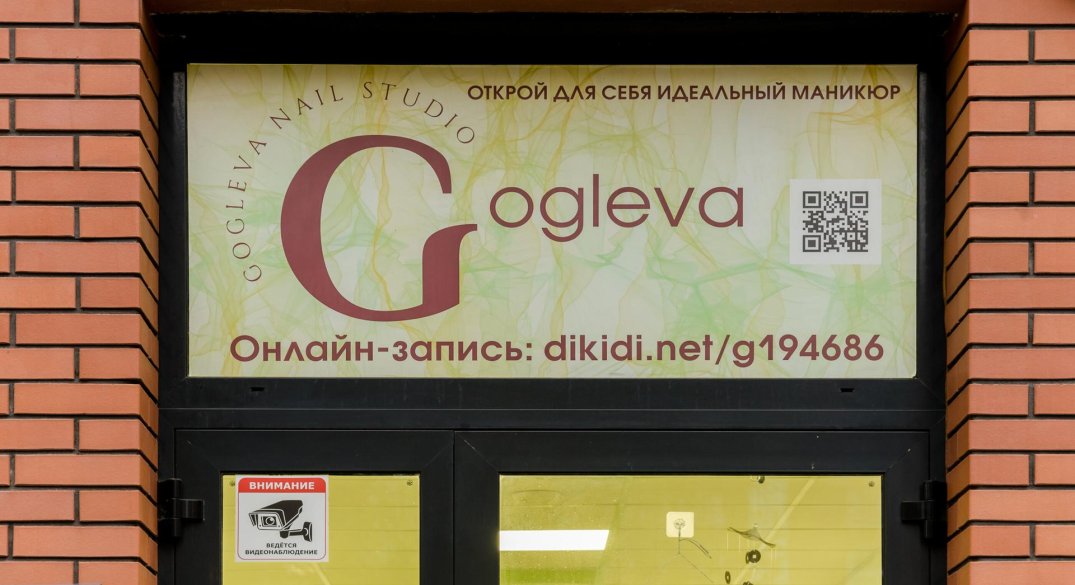 GOGLEVA NAIL STUDIO
ОТКРОЙ ДЛЯ СЕБЯ ИДЕАЛЬНЫЙ МАНИКЮР
Gogleva
Онлайн-запись: dikidi.net/g194686
ВНИМАНИЕ
ВЕДЁТСЯ
ВИДЕОНАБЛЮДЕНИЕ